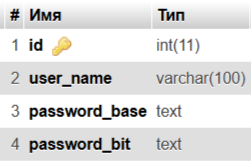 # Имя Тип
1 id int(11)
2 user_name varchar(100)
3 password_base text
4 password_bit text